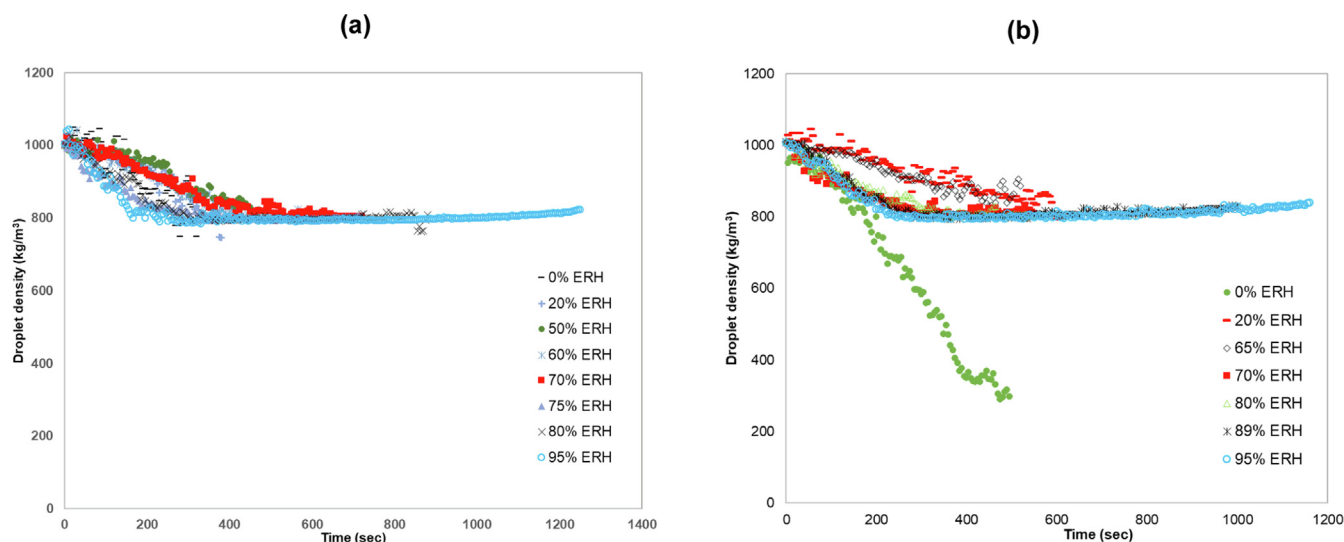 (a)
1200
1000
800
600
400
200
0
0 200 400 600 800 1000 1200 1400
Droplet density (kg/m³)
Time (sec)
0% ERH
20% ERH
50% ERH
60% ERH
70% ERH
75% ERH
80% ERH
95% ERH
(b)
1200
1000
800
600
400
200
0
0 200 400 600 800 1000 1200
Droplet density (kg/m³)
Time (sec)
0% ERH
20% ERH
65% ERH
70% ERH
80% ERH
89% ERH
95% ERH